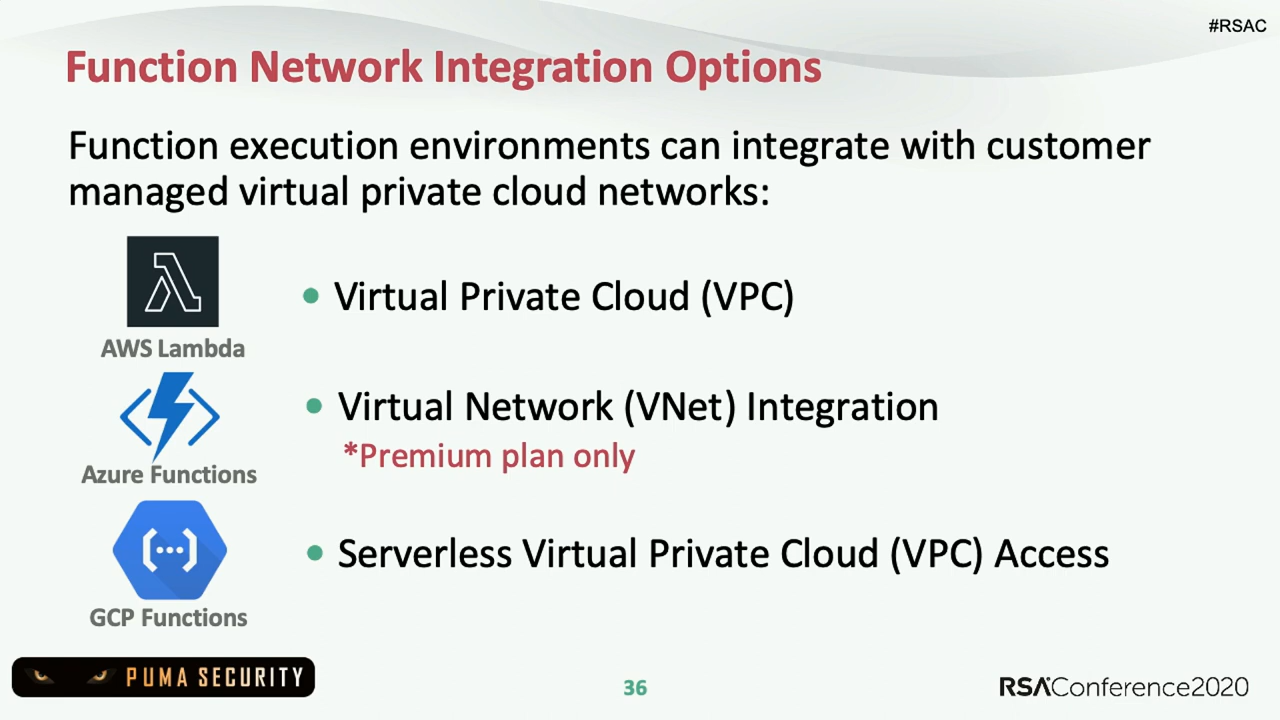 #RSAC
Function Network Integration Options
Function execution environments can integrate with customer
managed virtual private cloud networks:
AWS Lambda
• Virtual Private Cloud (VPC)
Azure Functions
• Virtual Network (VNet) Integration
*Premium plan only
GCP Functions
• Serverless Virtual Private Cloud (VPC) Access
PUMA SECURITY
36
RSAConference2020